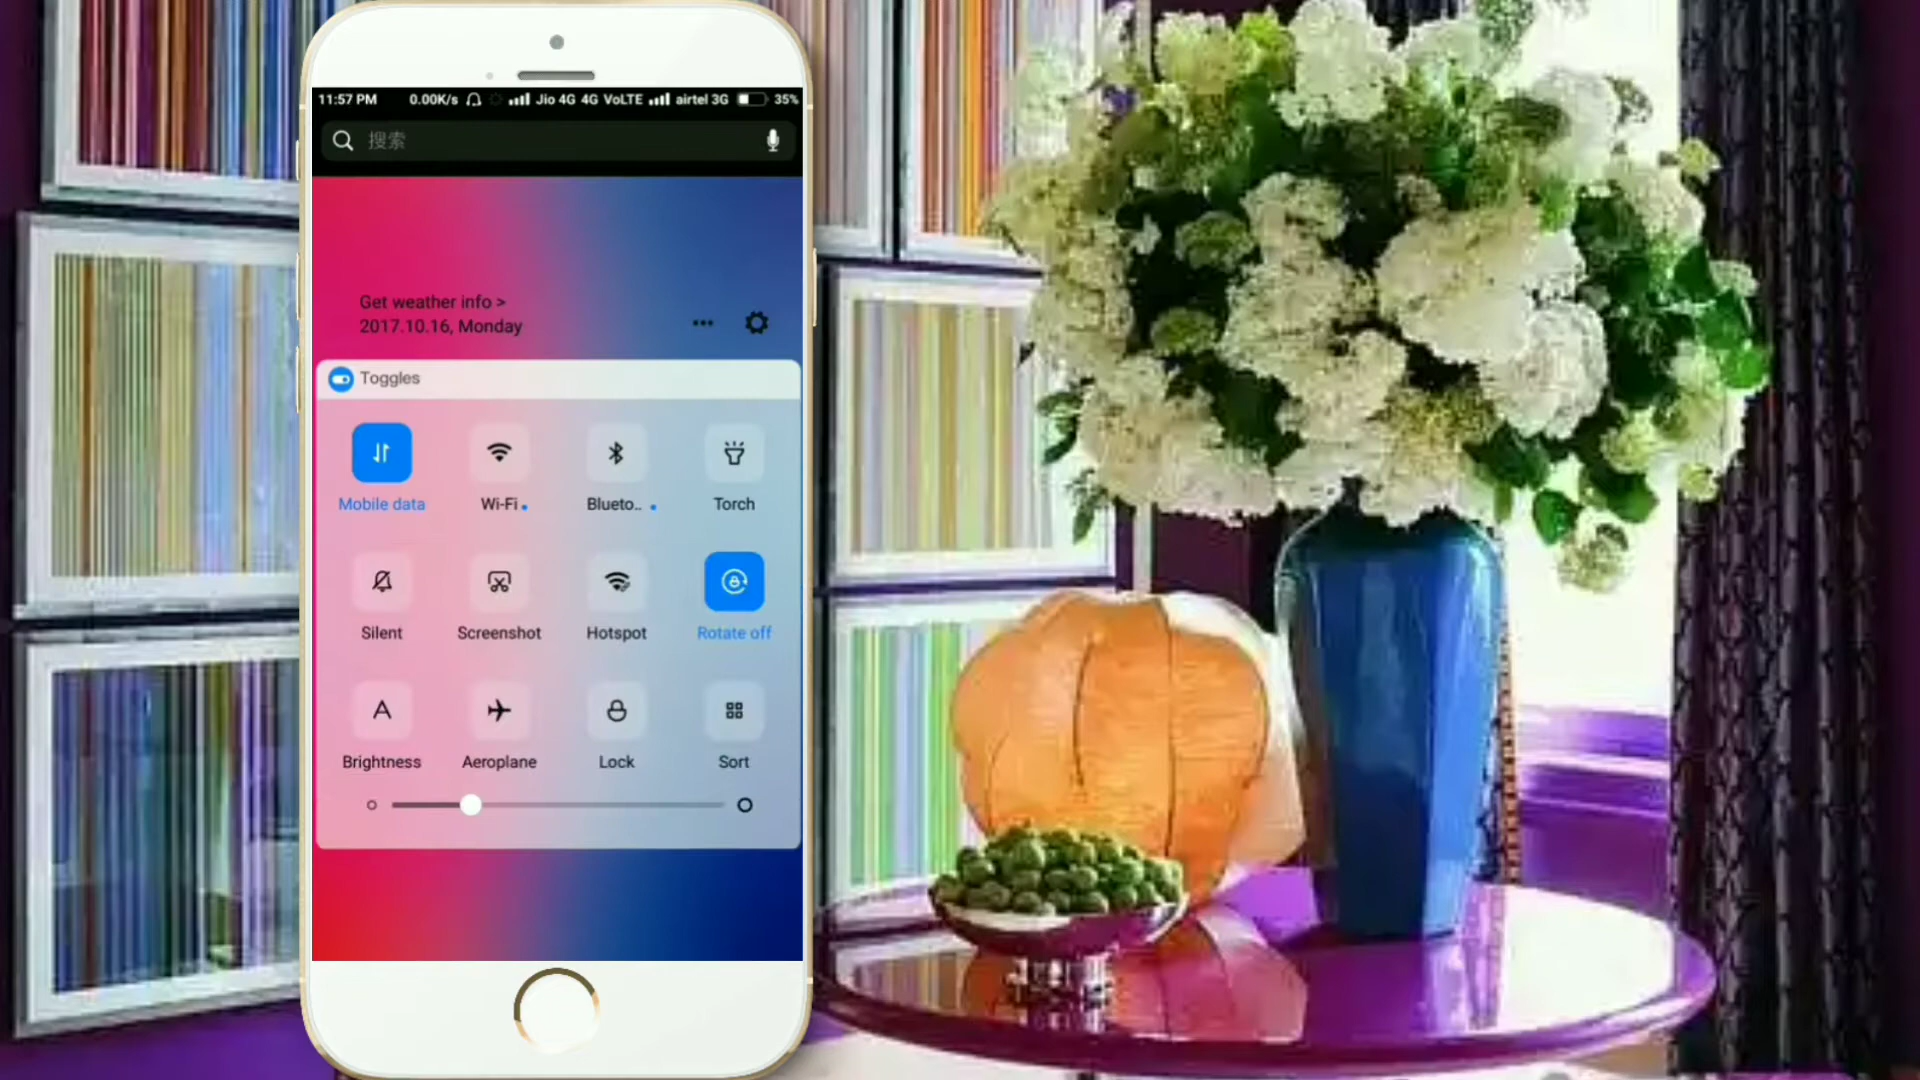 11:57 PM 0.00K/s Jio 4G 4G VoLTE airtel 3G 35%
搜索
Get weather info >
2017.10.16, Monday
Toggles
Mobile data Wi-Fi Blueto.. Torch
Silent Screenshot Hotspot Rotate off
A
Brightness Aeroplane Lock Sort